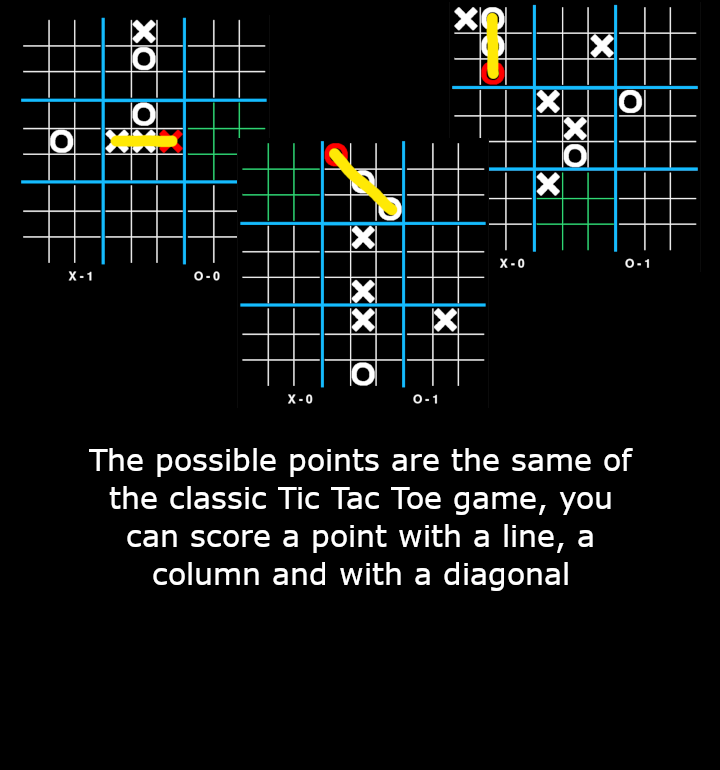 X-1 O-0
X-0 O-1
X-0 O-1
The possible points are the same of
the classic Tic Tac Toe game, you
can score a point with a line, a
column and with a diagonal